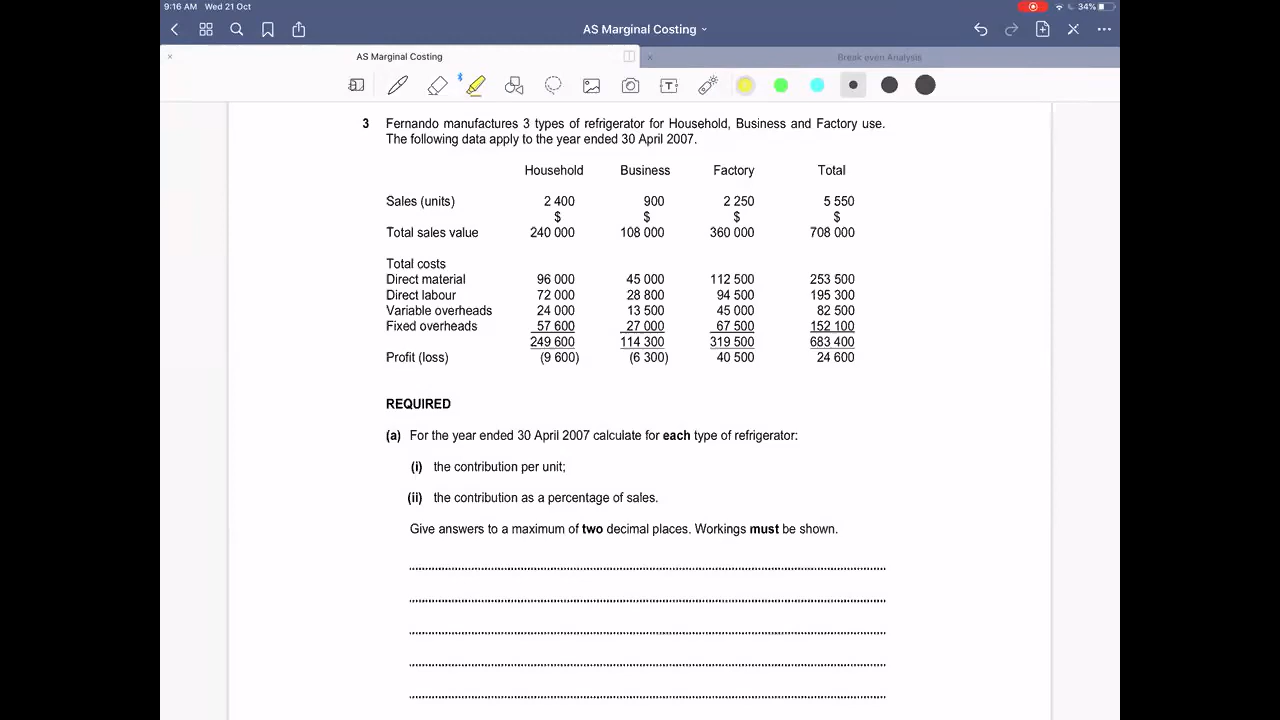 9:16 AM Wed 21 Oct
34%
AS Marginal Costing
AS Marginal Costing
Break even Analysis
3 Fernando manufactures 3 types of refrigerator for Household, Business and Factory use.
The following data apply to the year ended 30 April 2007.
Household Business Factory Total
Sales (units) 2 400 900 2 250 5 550
$ $ $ $
Total sales value 240 000 108 000 360 000 708 000
Total costs
Direct material 96 000 45 000 112 500 253 500
Direct labour 72 000 28 800 94 500 195 300
Variable overheads 24 000 13 500 45 000 82 500
Fixed overheads 57 600 27 000 67 500 152 100
249 600 114 300 319 500 683 400
Profit (loss) (9 600) (6 300) 40 500 24 600
REQUIRED
(a) For the year ended 30 April 2007 calculate for each type of refrigerator:
(i) the contribution per unit;
(ii) the contribution as a percentage of sales.
Give answers to a maximum of two decimal places. Workings must be shown.